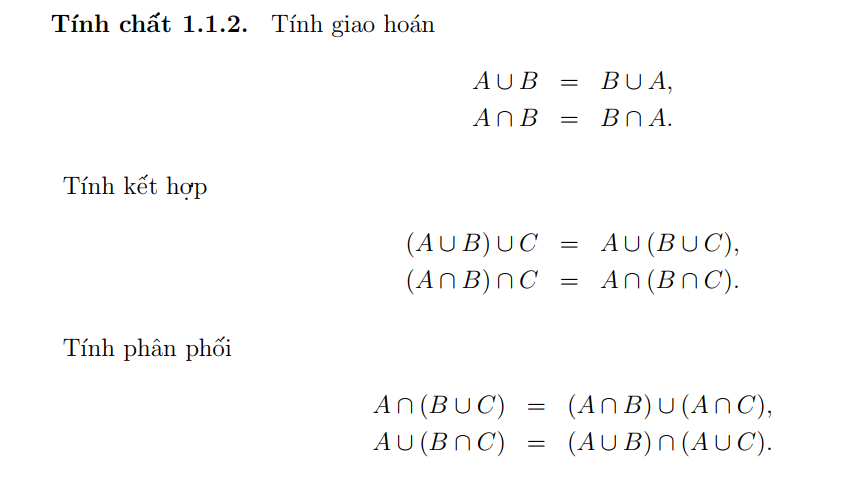 Tính chất 1.1.2. Tính giao hoán
A ∪ B = B ∪ A,
A ∩ B = B ∩ A.
Tính kết hợp
(A ∪ B) ∪ C = A ∪ (B ∪ C),
(A ∩ B) ∩ C = A ∩ (B ∩ C).
Tính phân phối
A ∩ (B ∪ C) = (A ∩ B) ∪ (A ∩ C),
A ∪ (B ∩ C) = (A ∪ B) ∩ (A ∪ C).